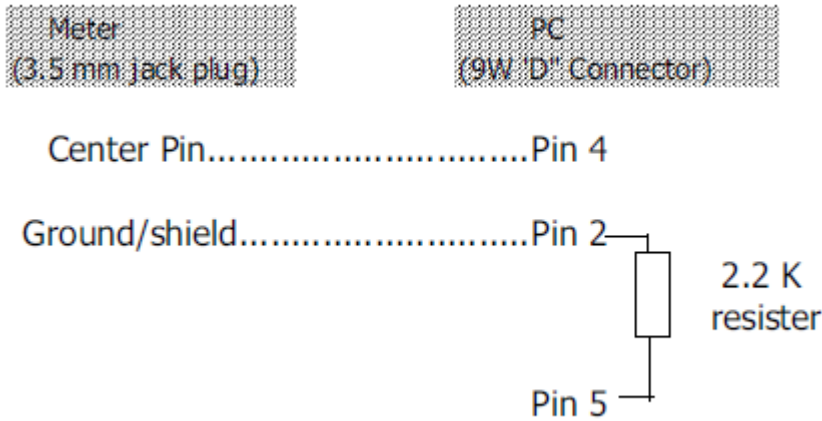 Meter PC
(3.5 mm jack plug) (9W 'D" Connector)
Center Pin..............................Pin 4
Ground/shield...........................Pin 2
2.2 K
resister
Pin 5